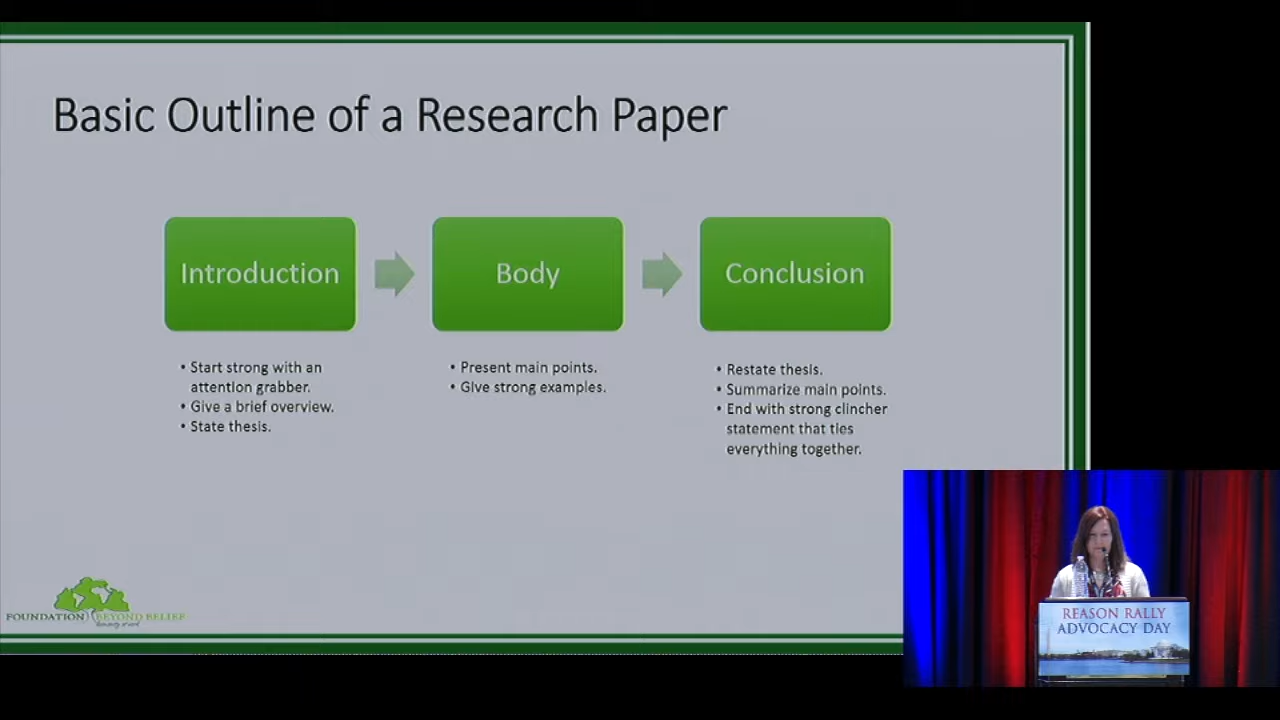 Basic Outline of a Research Paper
Introduction
Body
Conclusion
• Start strong with an
attention grabber.
• Give a brief overview.
• State thesis.
• Present main points.
• Give strong examples.
• Restate thesis.
• Summarize main points.
• End with strong clincher
statement that ties
everything together.
FOUNDATION BEYOND BELIEF
REASON RALLY
ADVOCACY DAY